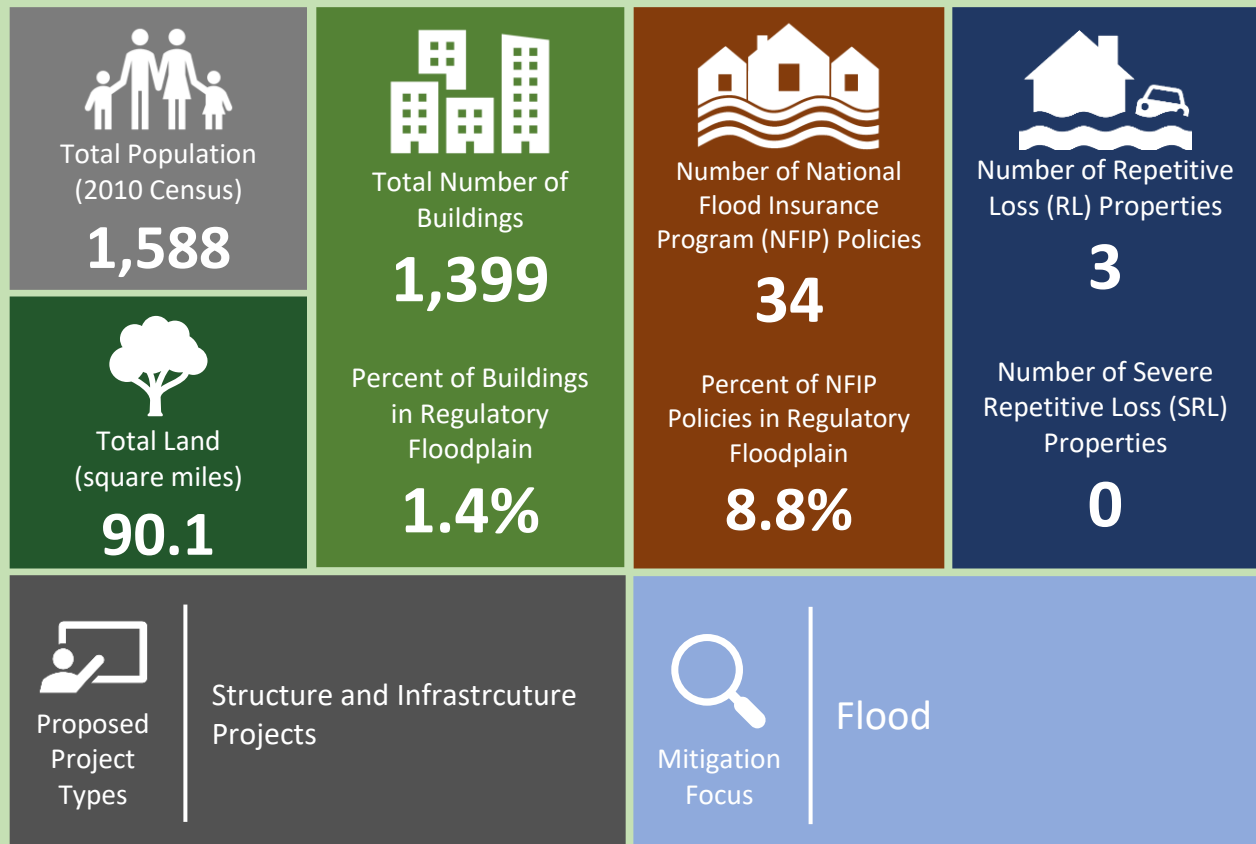 Total Population
(2010 Census)
1,588
Total Land
(square miles)
90.1
Total Number of
Buildings
1,399
Percent of Buildings
in Regulatory
Floodplain
1.4%
Number of National
Flood Insurance
Program (NFIP) Policies
34
Percent of NFIP
Policies in Regulatory
Floodplain
8.8%
Number of Repetitive
Loss (RL) Properties
3
Number of Severe
Repetitive Loss (SRL)
Properties
0
Proposed
Project
Types
Structure and Infrastrcuture
Projects
Mitigation
Focus
Flood